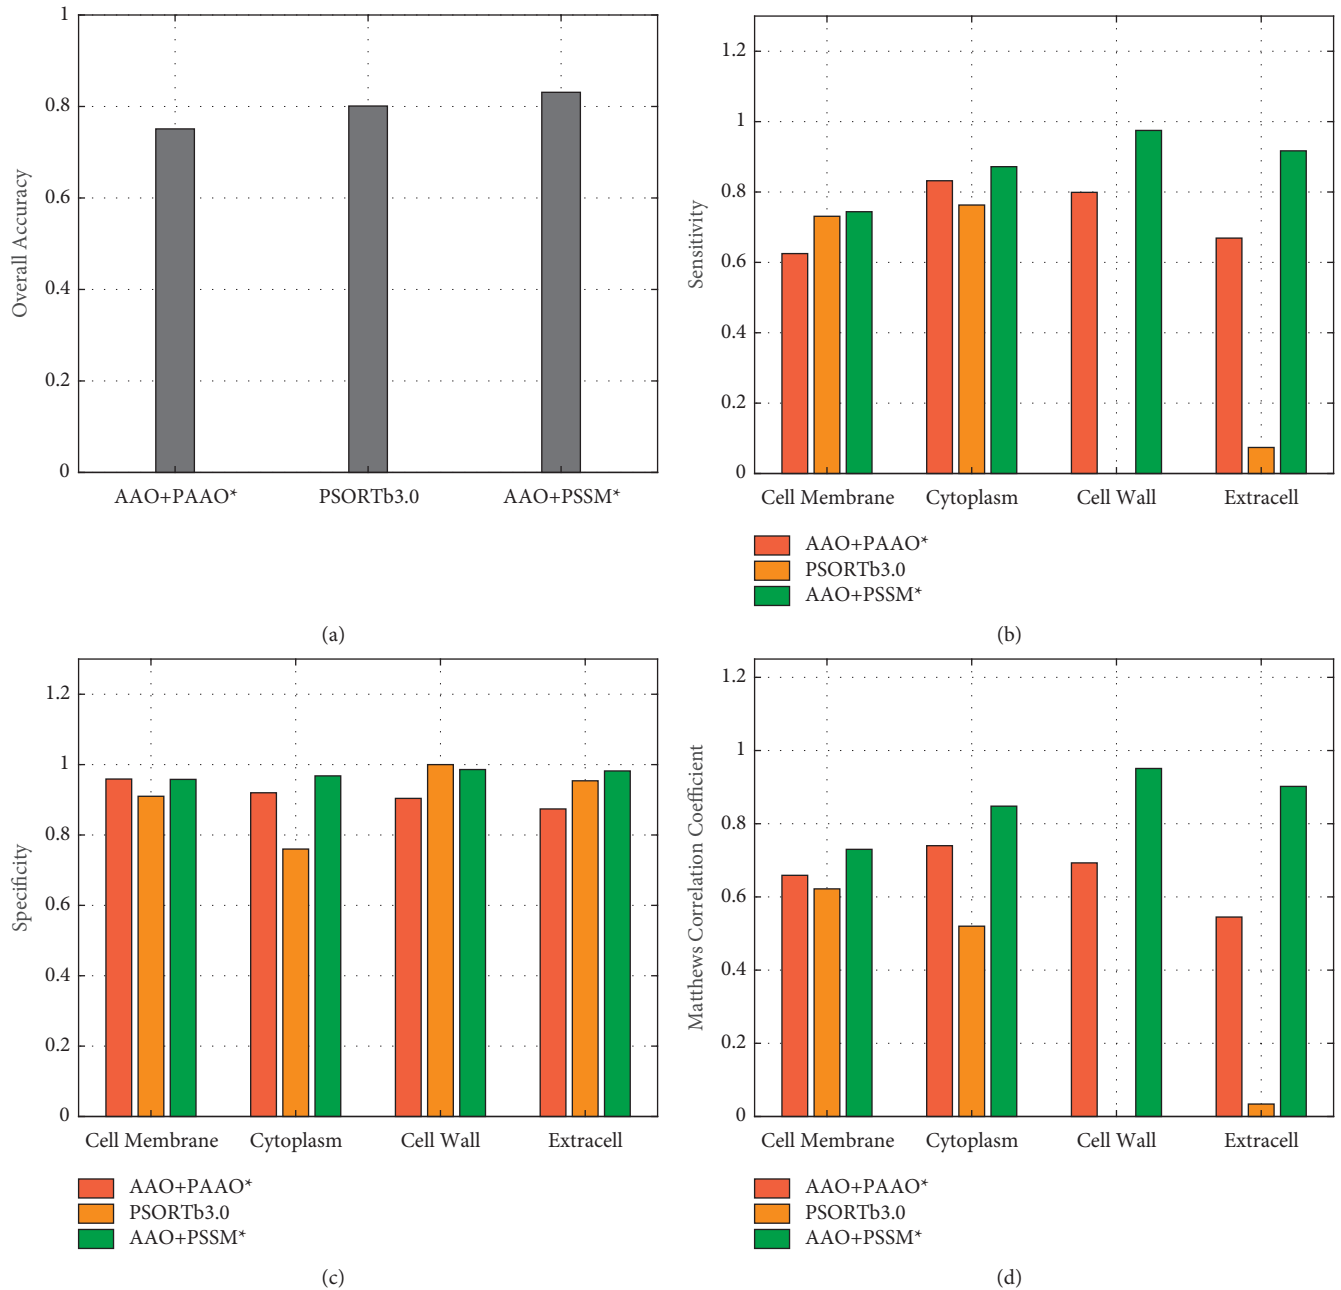 Overall Accuracy
1
0.8
0.6
0.4
0.2
0
AAO+PAAO*
PSORTb3.0
AAO+PSSM*
(a)
Sensitivity
1.2
1
0.8
0.6
0.4
0.2
0
Cell Membrane
Cytoplasm
Cell Wall
Extracell
AAO+PAAO*
PSORTb3.0
AAO+PSSM*
(b)
Specificity
1.2
1
0.8
0.6
0.4
0.2
0
Cell Membrane
Cytoplasm
Cell Wall
Extracell
AAO+PAAO*
PSORTb3.0
AAO+PSSM*
(c)
Matthews Correlation Coefficient
1.2
1
0.8
0.6
0.4
0.2
0
Cell Membrane
Cytoplasm
Cell Wall
Extracell
AAO+PAAO*
PSORTb3.0
AAO+PSSM*
(d)